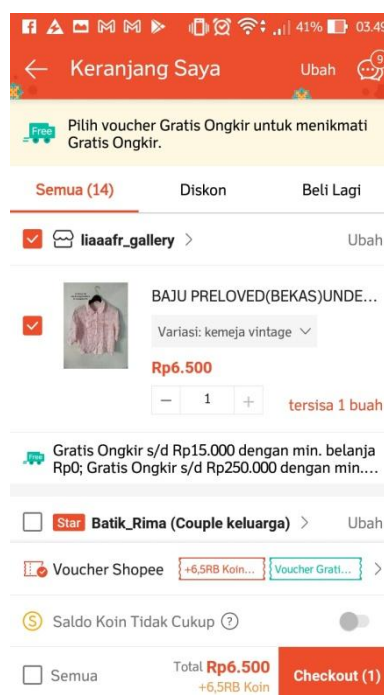 41% 03.49
Keranjang Saya Ubah 9
Free Pilih voucher Gratis Ongkir untuk menikmati
Gratis Ongkir.
Semua (14) Diskon Beli Lagi
liaaafr_gallery > Ubah
BAJU PRELOVED(BEKAS)UNDE...
Variasi: kemeja vintage
Rp6.500
− 1 + tersisa 1 buah
Free Gratis Ongkir s/d Rp15.000 dengan min. belanja
Rp0; Gratis Ongkir s/d Rp250.000 dengan min....
Star Batik_Rima (Couple keluarga) > Ubah
Voucher Shopee +6,5RB Koin... Voucher Grati... >
S Saldo Koin Tidak Cukup ?
Semua Total Rp6.500 Checkout (1)
+6,5RB Koin